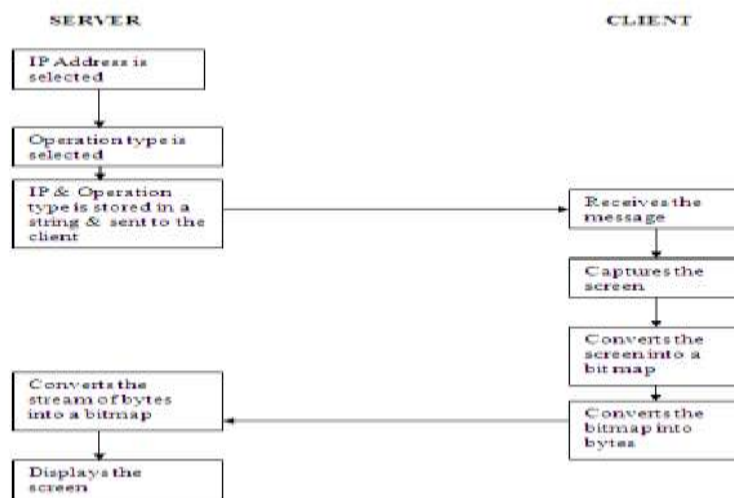 SERVER
CLIENT
IP Address is
selected
Operation type is
selected
IP & Operation
type is stored in a
string & sent to the
client
Receives the
message
Captures the
screen
Converts the
screen into a
bit map
Converts the
bitmap into
bytes
Converts the
stream of bytes
into a bitmap
Displays the
screen